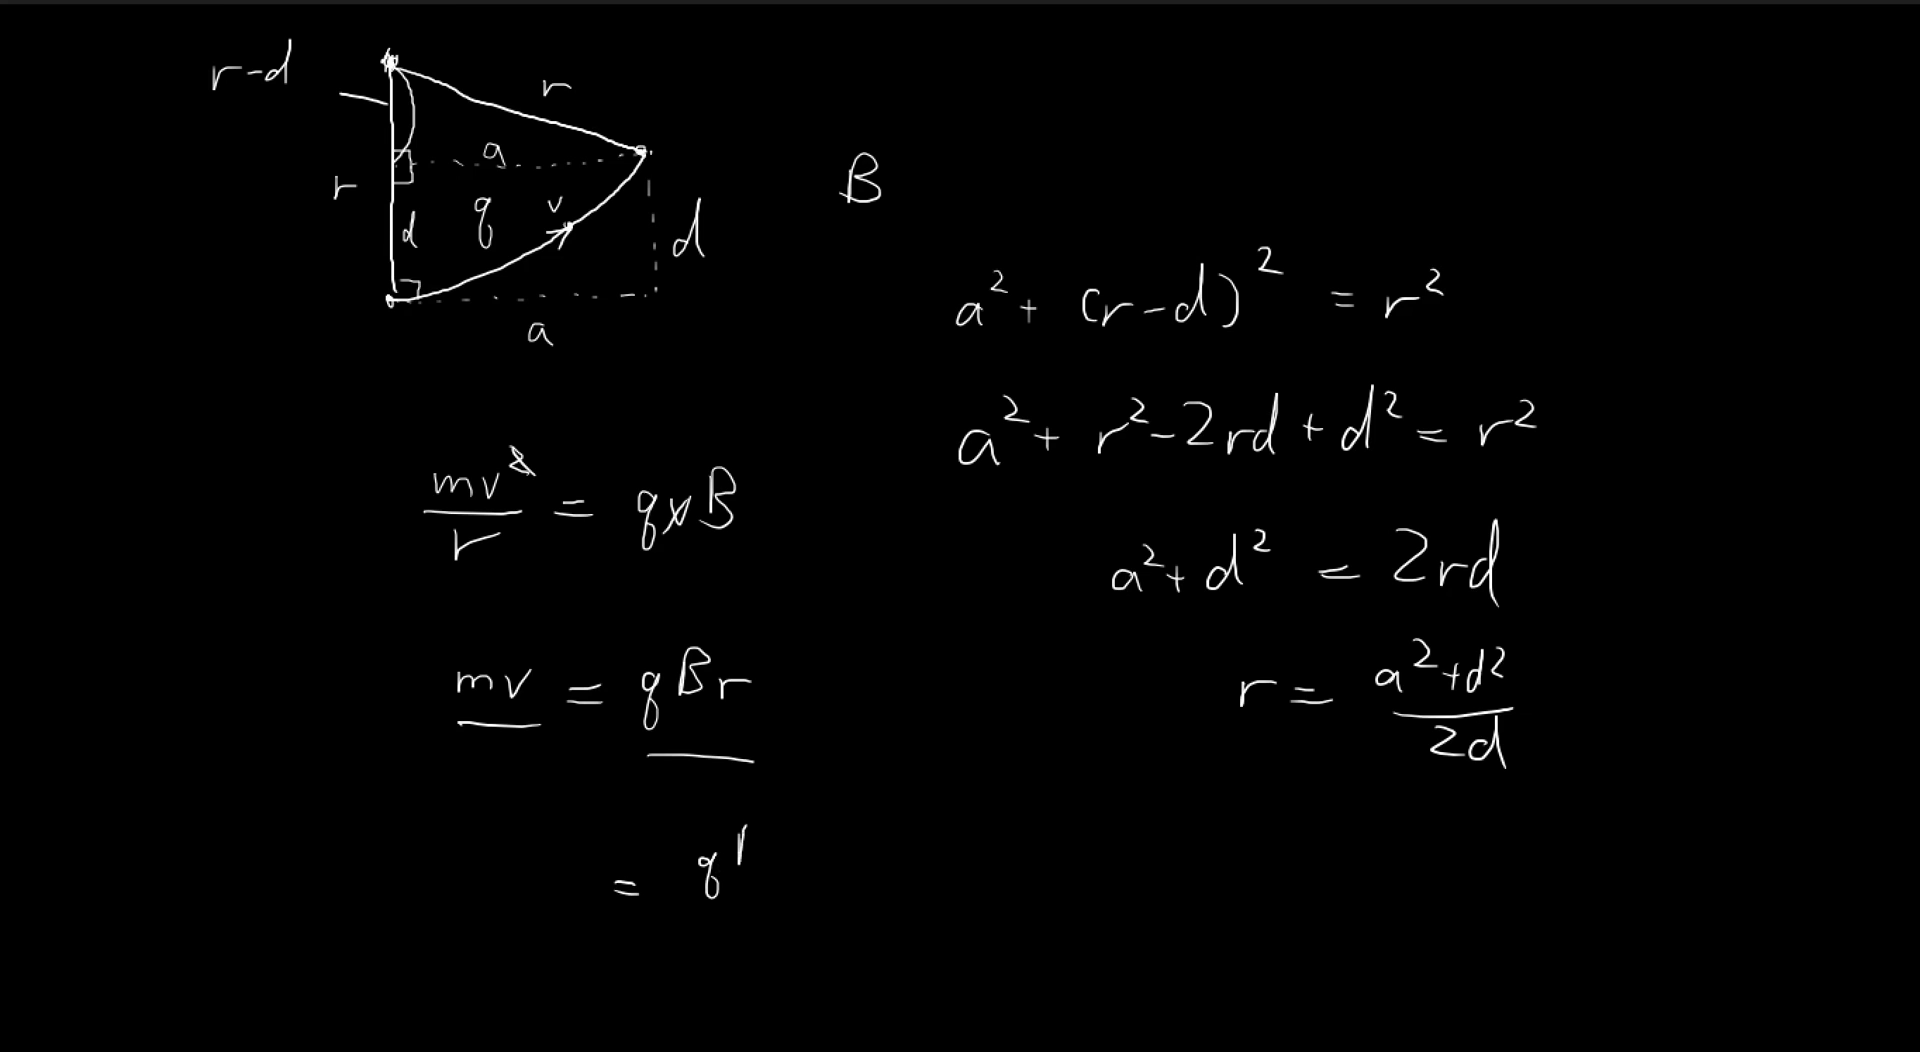 r-d
r
a
r
q
v
d
d
a
B
a² + (r-d)² = r²
a² + r² - 2rd + d² = r²
mv²/r = qvB
a² + d² = 2rd
mv = qBr
r = (a²+d²)/2d
= q